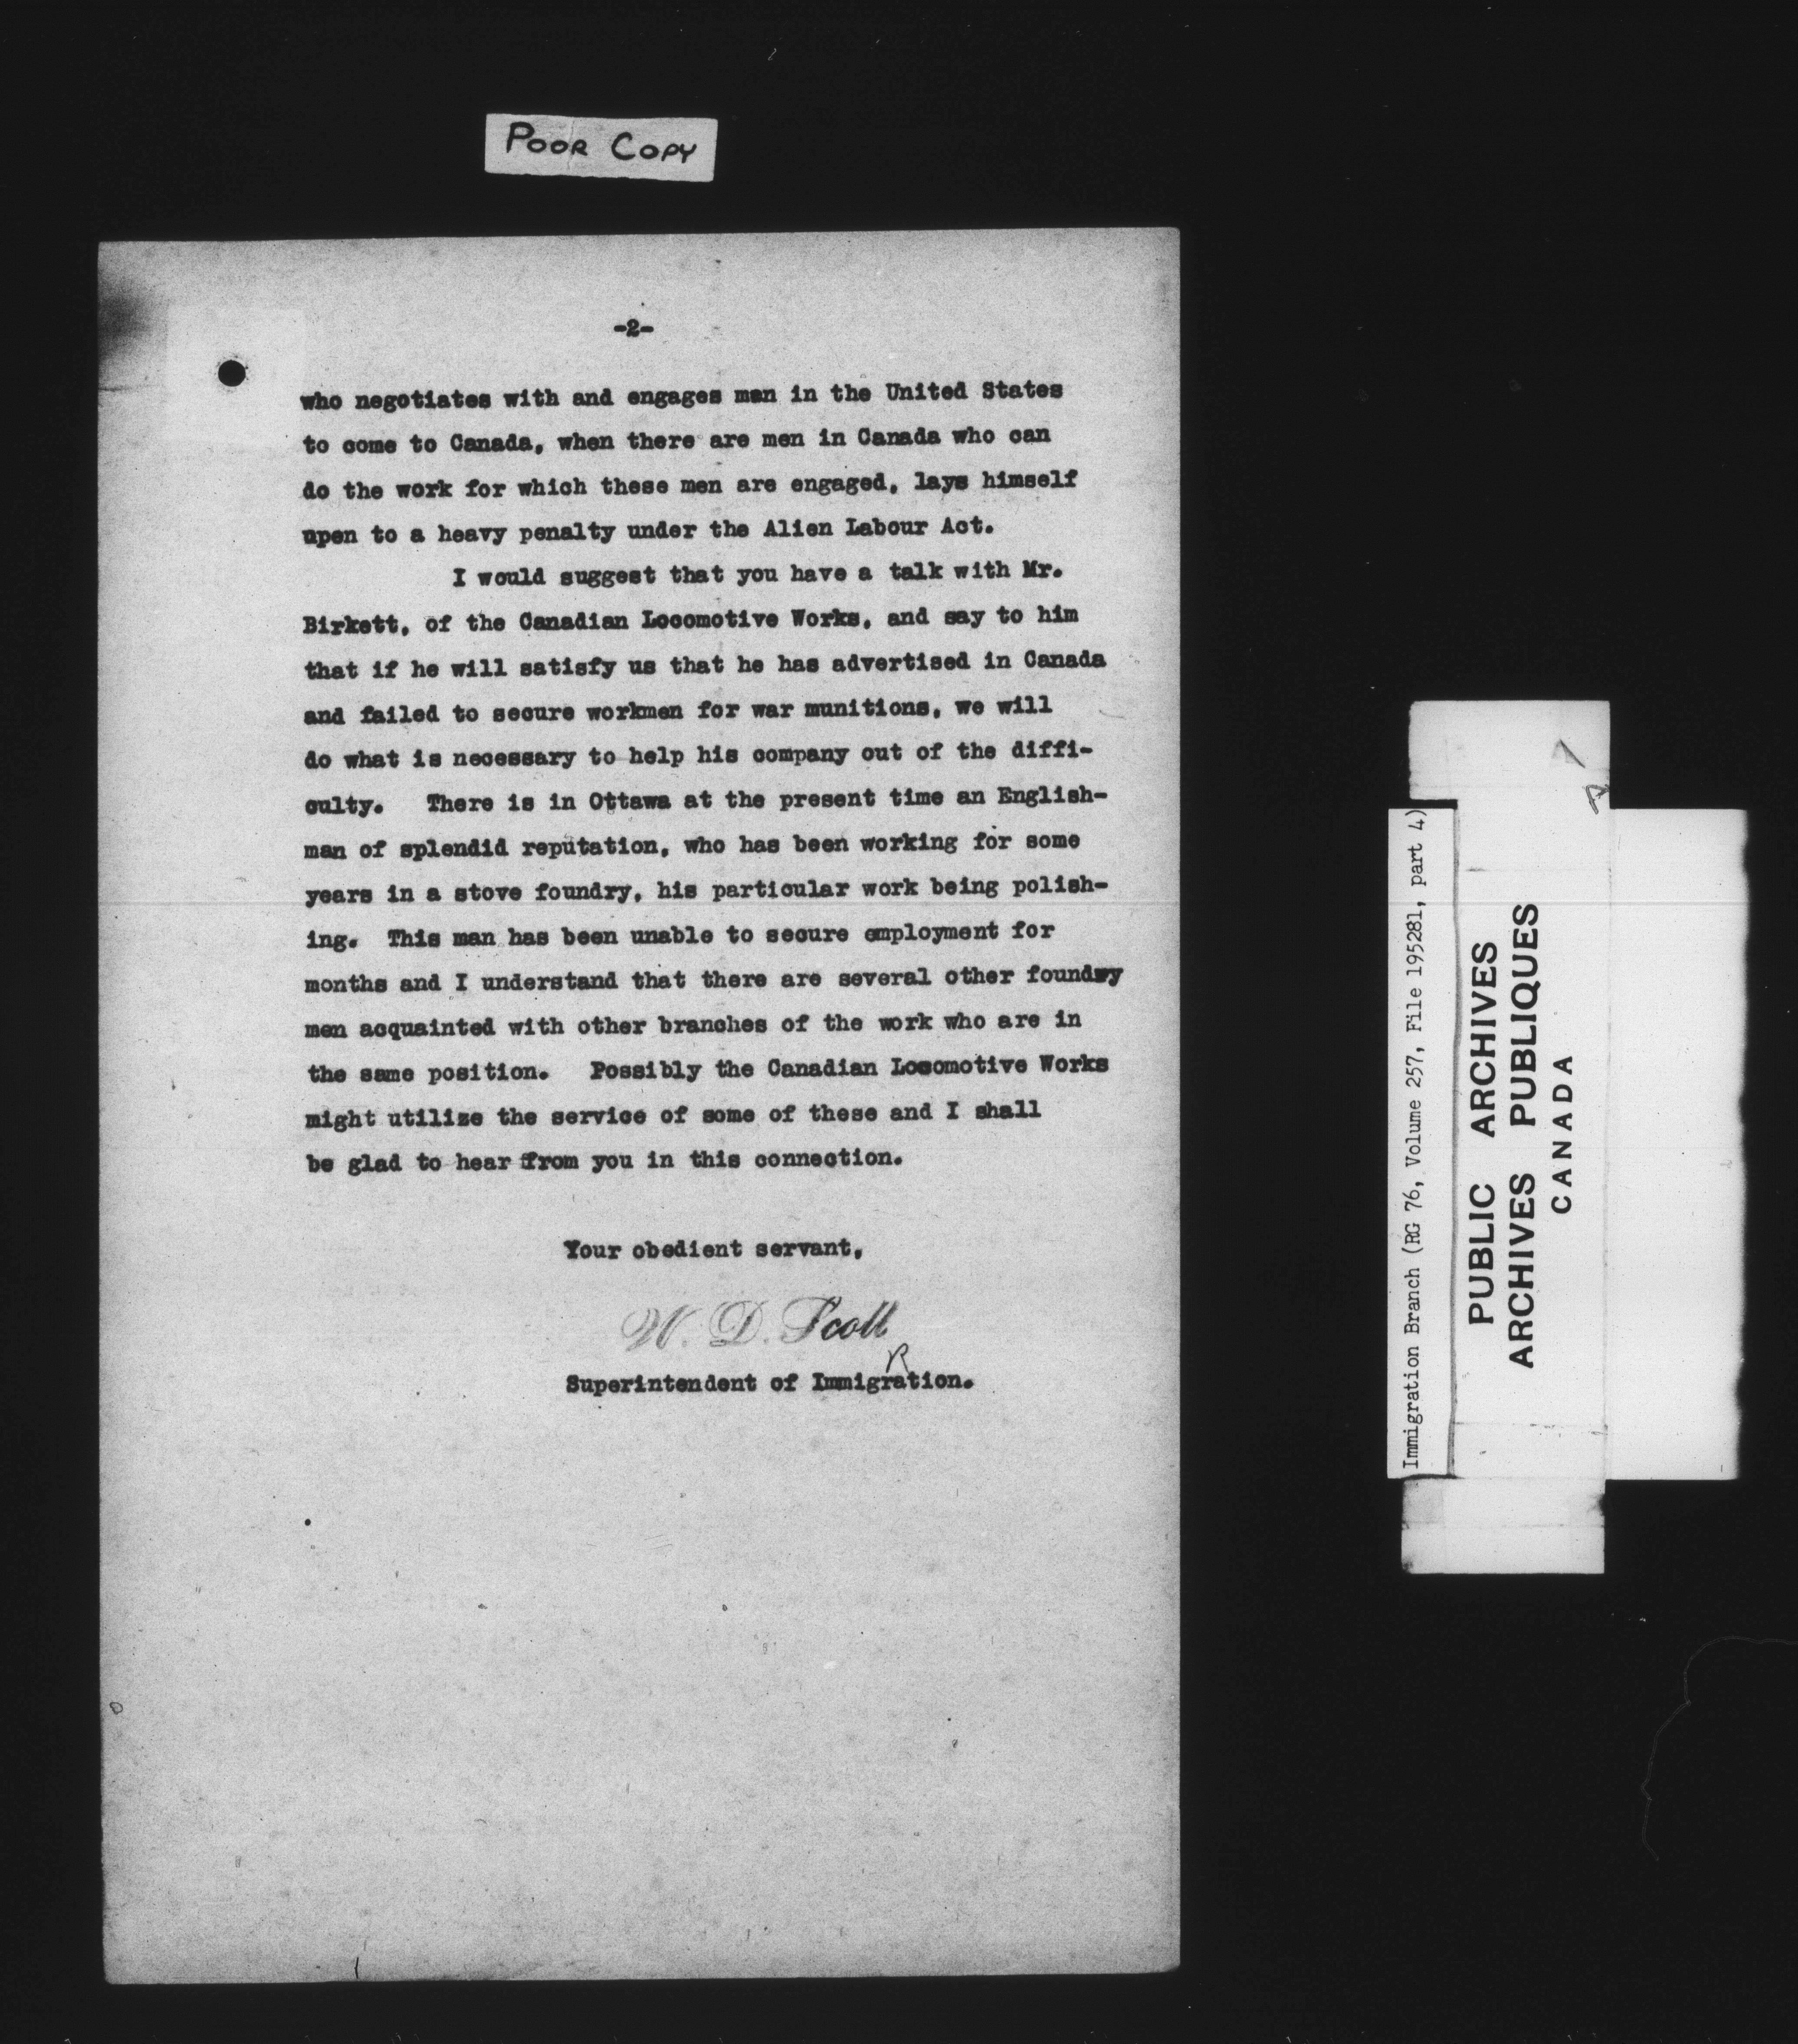 POOR COPY
-2-
who negotiates with and engages men in the United States
to come to Canada, when there are men in Canada who can
do the work for which these men are engaged, lays himself
upen to a heavy penalty under the Alien Labour Act.
I would suggest that you have a talk with Mr.
Birkett, of the Canadian Locomotive Works, and say to him
that if he will satisfy us that he has advertised in Canada
and failed to secure workmen for war munitions, we will
do what is necessary to help his company out of the diffi-
culty. There is in Ottawa at the present time an English-
man of splendid reputation, who has been working for some
years in a stove foundry, his particular work being polish-
ing. This man has been unable to secure employment for
months and I understand that there are several other foundry
men acquainted with other branches of the work who are in
the same position. Possibly the Canadian Locomotive Works
might utilize the service of some of these and I shall
be glad to hear from you in this connection.
Your obedient servant,
W. D. Scott
R
Superintendent of Immigration.
Immigration Branch (RG 76, Volume 257, File 195281, part 4)
PUBLIC ARCHIVES
ARCHIVES PUBLIQUES
CANADA